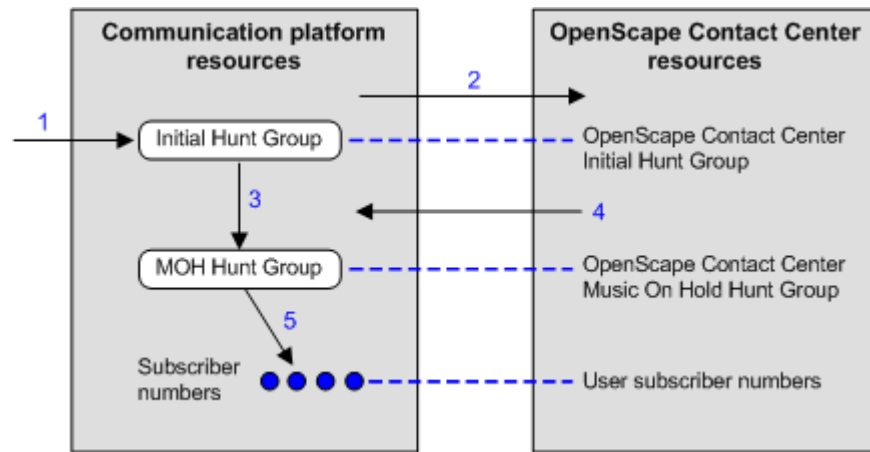 Communication platform
resources
OpenScape Contact Center
resources
1
2
Initial Hunt Group
OpenScape Contact Center
Initial Hunt Group
3
4
MOH Hunt Group
OpenScape Contact Center
Music On Hold Hunt Group
5
Subscriber
numbers
User subscriber numbers